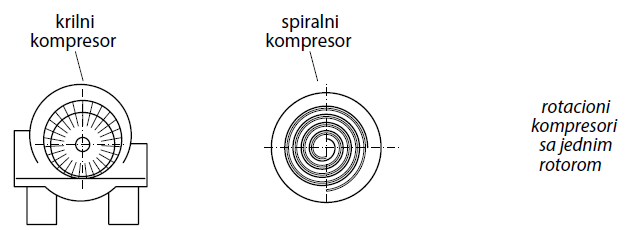 krilni
kompresor
spiralni
kompresor
rotacioni
kompresori
sa jednim
rotorom